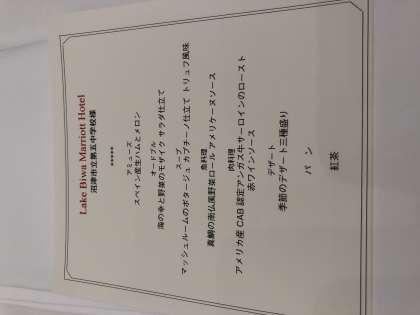 Lake Biwa Marriott Hotel
沼津市立第五中学校様
*****
アミューズ
スペイン産生ハムとメロン
オードブル
海の幸と野菜のモザイク サラダ仕立て
スープ
マッシュルームのポタージュ カプチーノ仕立て トリュフ風味
魚料理
真鯛の南仏風野菜ロール アメリケーヌソース
肉料理
アメリカ産 CAB 認定アンガス牛サーロインのロースト
赤ワインソース
デザート
季節のデザート三種盛り
パン
紅茶